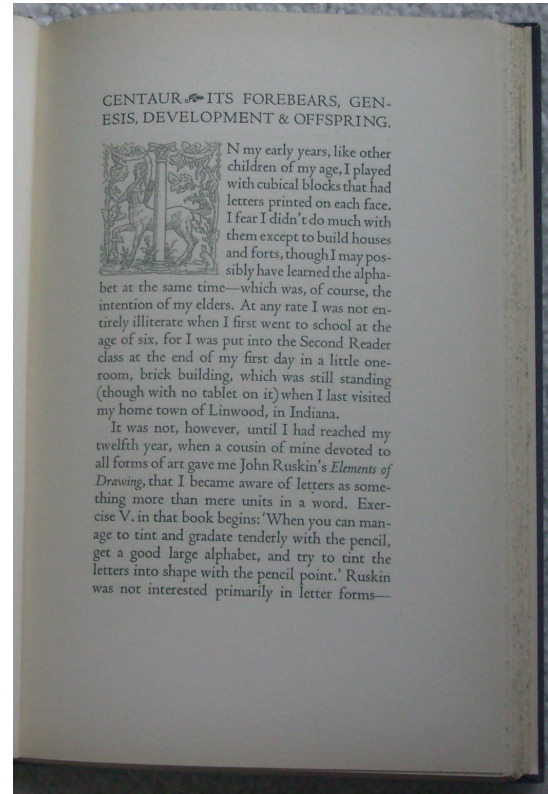 CENTAUR ITS FOREBEARS, GEN-
ESIS, DEVELOPMENT & OFFSPRING.
IN my early years, like other
children of my age, I played
with cubical blocks that had
letters printed on each face.
I fear I didn't do much with
them except to build houses
and forts, though I may pos-
sibly have learned the alpha-
bet at the same time—which was, of course, the
intention of my elders. At any rate I was not en-
tirely illiterate when I first went to school at the
age of six, for I was put into the Second Reader
class at the end of my first day in a little one-
room, brick building, which was still standing
(though with no tablet on it) when I last visited
my home town of Linwood, in Indiana.
It was not, however, until I had reached my
twelfth year, when a cousin of mine devoted to
all forms of art gave me John Ruskin's Elements of
Drawing, that I became aware of letters as some-
thing more than mere units in a word. Exer-
cise V. in that book begins: 'When you can man-
age to tint and gradate tenderly with the pencil,
get a good large alphabet, and try to tint the
letters into shape with the pencil point.' Ruskin
was not interested primarily in letter forms—